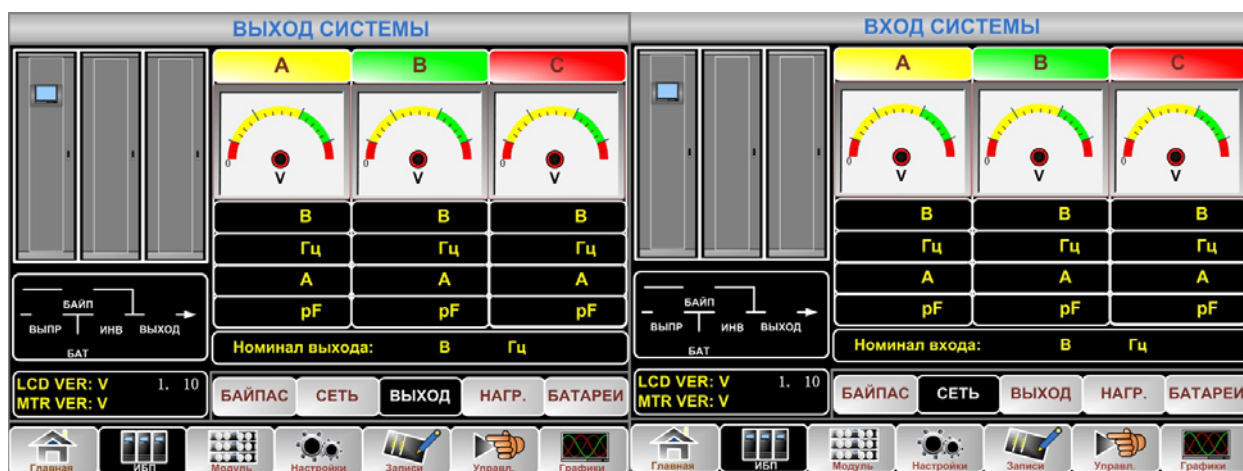 ВЫХОД СИСТЕМЫ
A B C
0 0 0
V V V
В В В
Гц Гц Гц
А А А
pF pF pF
БАЙП
ВЫПР ИНВ ВЫХОД
БАТ
Номинал выхода: В Гц
LCD VER: V 1. 10
MTR VER: V
БАЙПАС СЕТЬ ВЫХОД НАГР. БАТАРЕИ
Главная ИБП Модуль Настройки Записи Управл. Графики
ВХОД СИСТЕМЫ
A B C
0 0 0
V V V
В В В
Гц Гц Гц
А А А
pF pF pF
БАЙП
ВЫПР ИНВ ВЫХОД
БАТ
Номинал входа: В Гц
LCD VER: V 1. 10
MTR VER: V
БАЙПАС СЕТЬ ВЫХОД НАГР. БАТАРЕИ
Главная ИБП Модуль Настройки Записи Управл. Графики